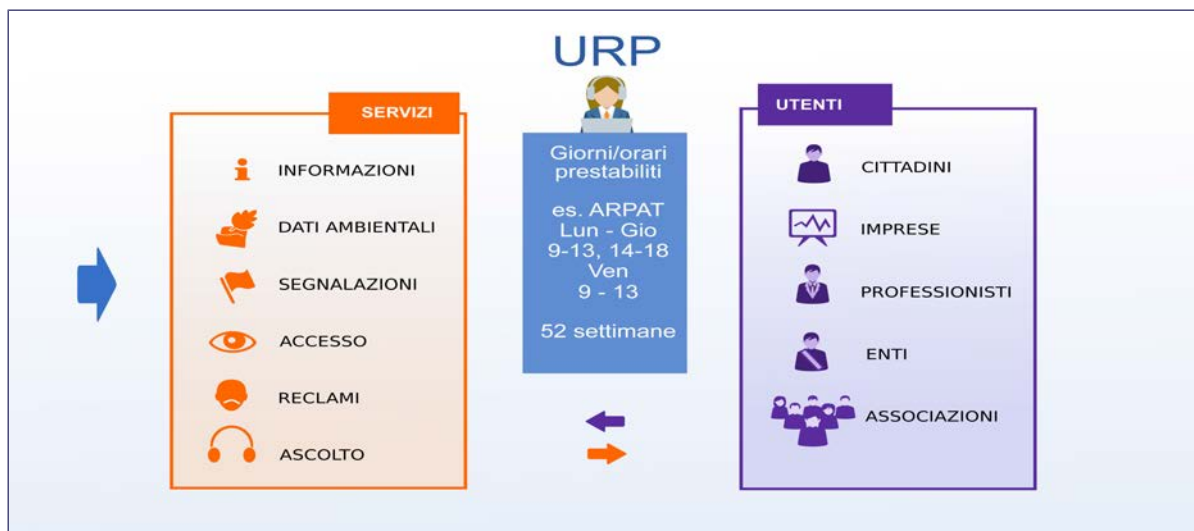 URP
SERVIZI
INFORMAZIONI
DATI AMBIENTALI
SEGNALAZIONI
ACCESSO
RECLAMI
ASCOLTO
Giorni/orari
prestabiliti
es. ARPAT
Lun - Gio
9-13, 14-18
Ven
9 - 13
52 settimane
UTENTI
CITTADINI
IMPRESE
PROFESSIONISTI
ENTI
ASSOCIAZIONI